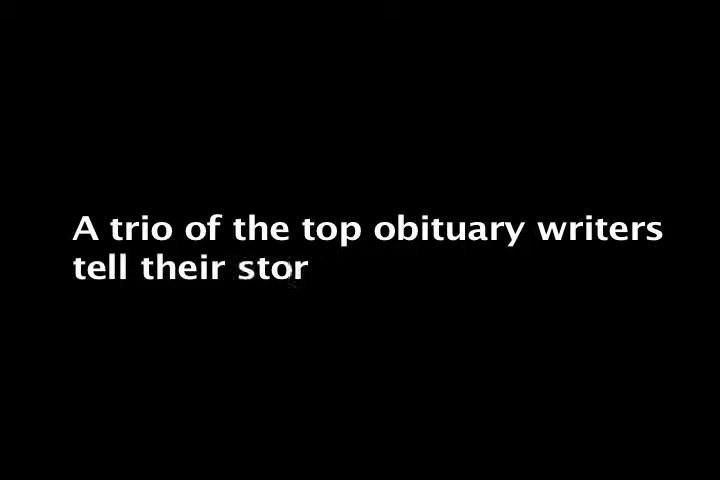 A trio of the top obituary writers
tell their stor